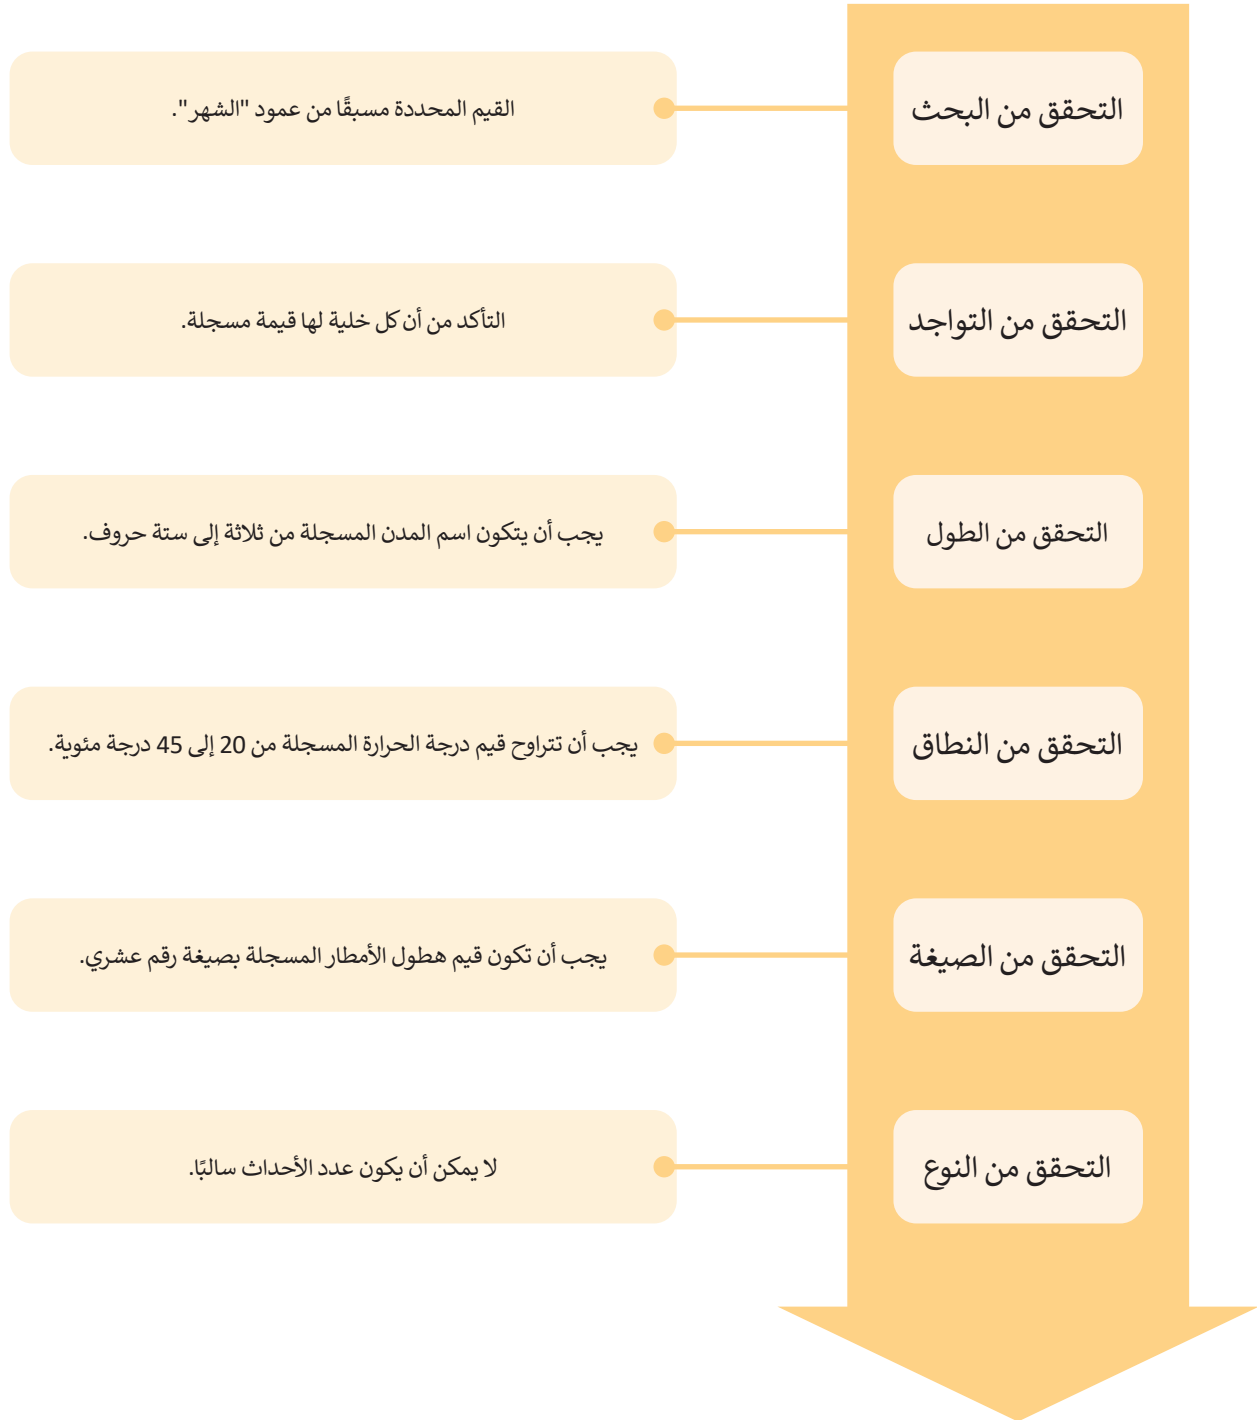 التحقق من البحث
القيم المحددة مسبقًا من عمود "الشهر".
التحقق من التواجد
التأكد من أن كل خلية لها قيمة مسجلة.
التحقق من الطول
يجب أن يتكون اسم المدن المسجلة من ثلاثة إلى ستة حروف.
التحقق من النطاق
يجب أن تتراوح قيم درجة الحرارة المسجلة من 20 إلى 45 درجة مئوية.
التحقق من الصيغة
يجب أن تكون قيم هطول الأمطار المسجلة بصيغة رقم عشري.
التحقق من النوع
لا يمكن أن يكون عدد الأحداث سالبًا.